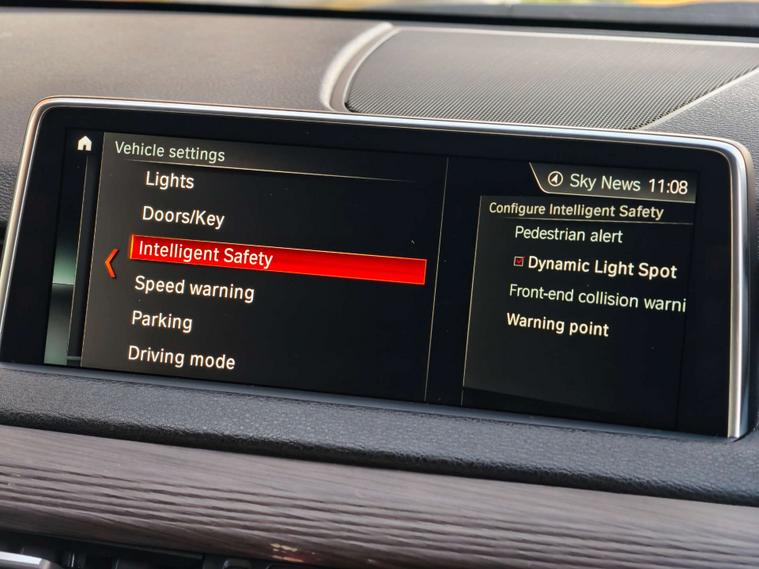 Vehicle settings
Lights
Doors/Key
Intelligent Safety
Speed warning
Parking
Driving mode
Sky News 11:08
Configure Intelligent Safety
Pedestrian alert
Dynamic Light Spot
Front-end collision warni
Warning point